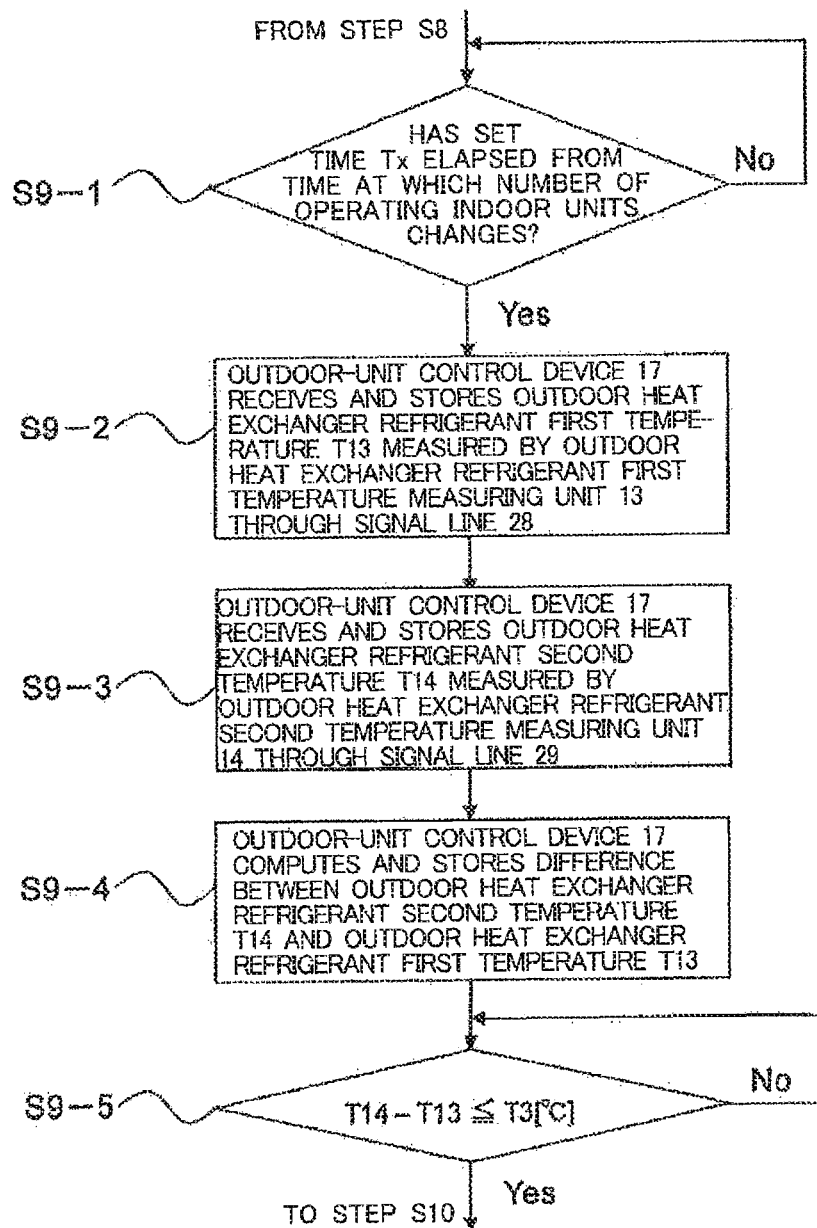 FROM STEP S8
HAS SET
TIME Tx ELAPSED FROM
TIME AT WHICH NUMBER OF
OPERATING INDOOR UNITS
CHANGES?
No
S9-1
Yes
OUTDOOR-UNIT CONTROL DEVICE 17
RECEIVES AND STORES OUTDOOR HEAT
EXCHANGER REFRIGERANT FIRST TEMPE-
RATURE T13 MEASURED BY OUTDOOR
HEAT EXCHANGER REFRIGERANT FIRST
TEMPERATURE MEASURING UNIT 13
THROUGH SIGNAL LINE 28
S9-2
OUTDOOR-UNIT CONTROL DEVICE 17
RECEIVES AND STORES OUTDOOR HEAT
EXCHANGER REFRIGERANT SECOND
TEMPERATURE T14 MEASURED BY
OUTDOOR HEAT EXCHANGER REFRIGERANT
SECOND TEMPERATURE MEASURING UNIT
14 THROUGH SIGNAL LINE 29
S9-3
OUTDOOR-UNIT CONTROL DEVICE 17
COMPUTES AND STORES DIFFERENCE
BETWEEN OUTDOOR HEAT EXCHANGER
REFRIGERANT SECOND TEMPERATURE
T14 AND OUTDOOR HEAT EXCHANGER
REFRIGERANT FIRST TEMPERATURE T13
S9-4
No
S9-5
T14-T13 ≦ T3[℃]
Yes
TO STEP S10